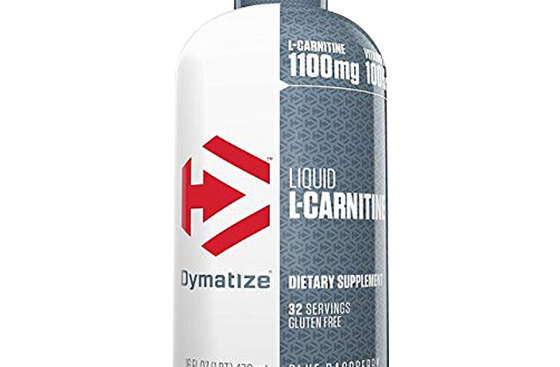 L-CARNITINE
1100mg
Dymatize®
LIQUID
L-CARNITINE
DIETARY SUPPLEMENT
32 SERVINGS
GLUTEN FREE